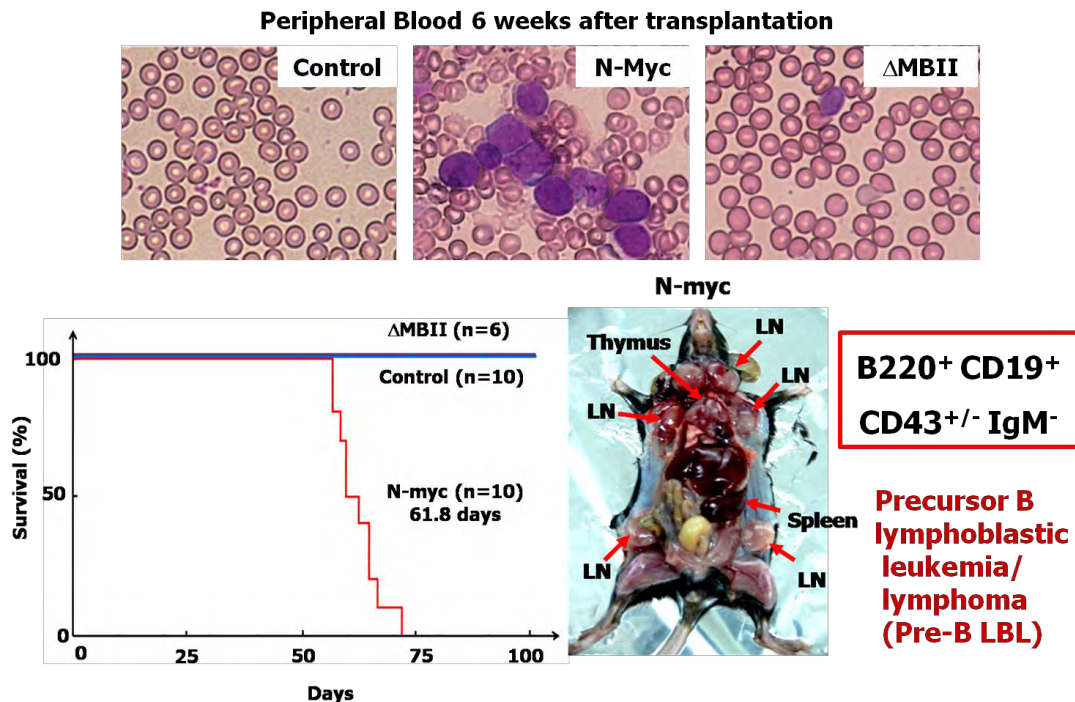 Peripheral Blood 6 weeks after transplantation
Control
N-Myc
ΔMBII
Survival (%)
100
50
0
0
25
50
75
100
Days
ΔMBII (n=6)
Control (n=10)
N-myc (n=10)
61.8 days
N-myc
LN
Thymus
LN
LN
Spleen
LN
LN
B220⁺ CD19⁺
CD43⁺/⁻ IgM⁻
Precursor B
lymphoblastic
leukemia/
lymphoma
(Pre-B LBL)